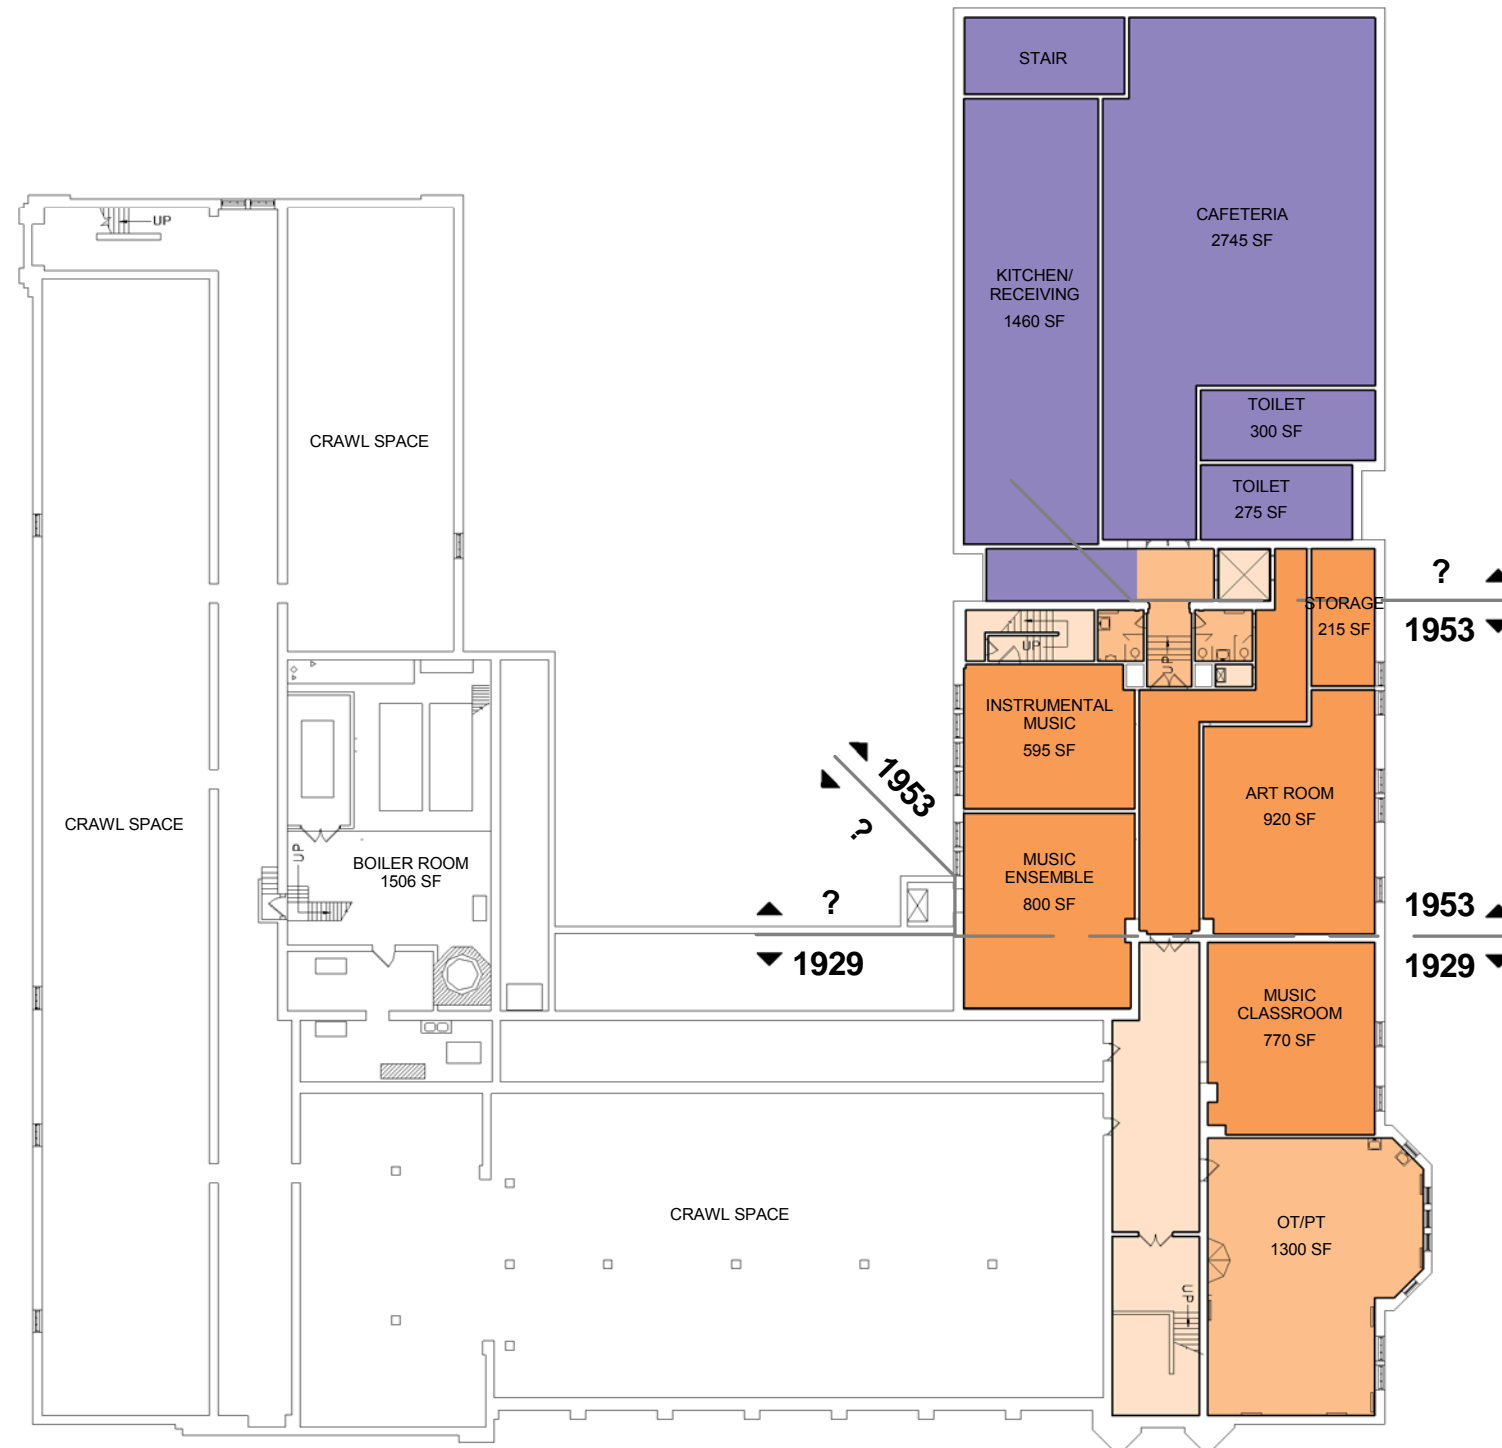 STAIR
CAFETERIA
2745 SF
UP
KITCHEN/
RECEIVING
1460 SF
TOILET
300 SF
CRAWL SPACE
TOILET
275 SF
?
STORAGE
215 SF
1953
UP
UP
INSTRUMENTAL
MUSIC
595 SF
1953
?
ART ROOM
920 SF
CRAWL SPACE
UP
BOILER ROOM
1506 SF
MUSIC
ENSEMBLE
800 SF
?
1929
1953
1929
MUSIC
CLASSROOM
770 SF
CRAWL SPACE
OT/PT
1300 SF
UP